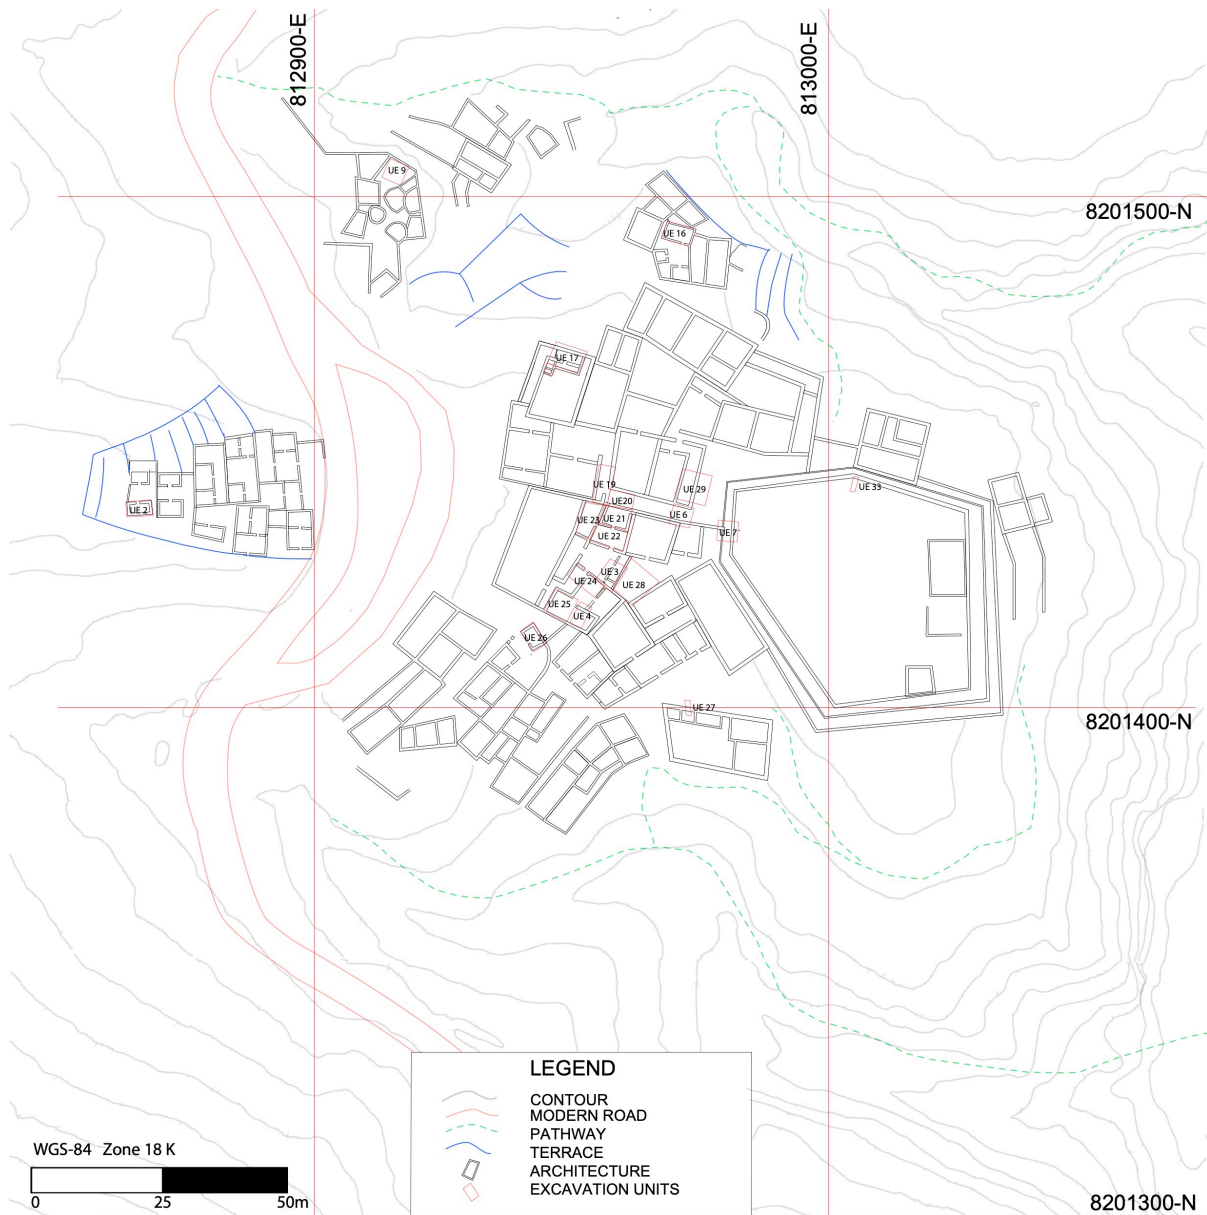 812900-E
813000-E
UE 9
8201500-N
UE 16
UE 17
UE 19
UE 29
UE 33
UE20
UE 2
UE 23
UE 21
UE 6
UE 22
UE 7
UE 3
UE 24
UE 28
UE 25
UE 4
UE 26
UE 27
8201400-N
LEGEND
CONTOUR
MODERN ROAD
PATHWAY
TERRACE
ARCHITECTURE
EXCAVATION UNITS
WGS-84 Zone 18 K
0 25 50m
8201300-N